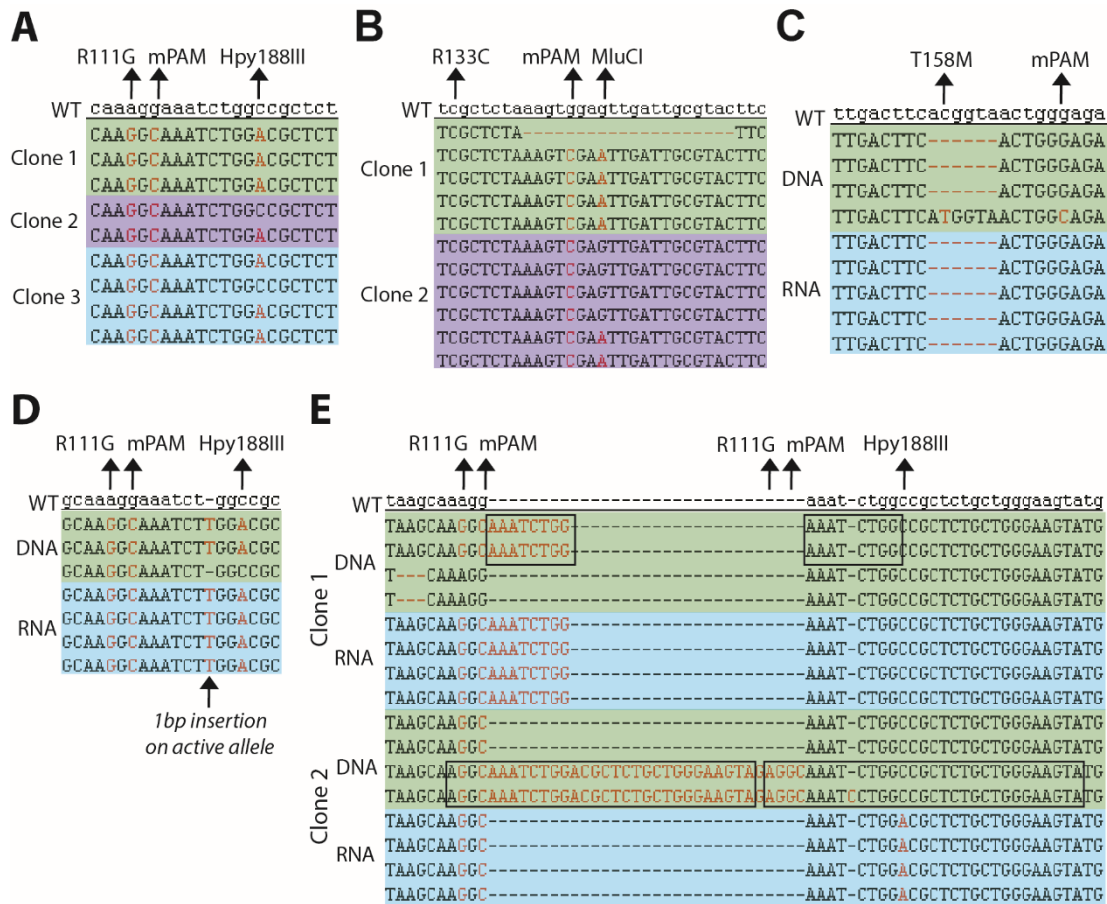 A
R111G mPAM Hpy188III
WT caaaggaaatctggccgctct
Clone 1
CAAGGCAAATCTGGACGCTCT
CAAGGCAAATCTGGACGCTCT
CAAGGCAAATCTGGACGCTCT
Clone 2
CAAGGCAAATCTGGCCGCTCT
CAAGGCAAATCTGGACGCTCT
Clone 3
CAAGGCAAATCTGGACGCTCT
CAAGGCAAATCTGGCCGCTCT
CAAGGCAAATCTGGACGCTCT
CAAGGCAAATCTGGACGCTCT
B
R133C mPAM MluCI
WT tcgctctaaagtggagttgattgcgtacttc
Clone 1
TCGCTCTA--------------------TTC
TCGCTCTAAAGTCGAATTGATTGCGTACTTC
TCGCTCTAAAGTCGAATTGATTGCGTACTTC
TCGCTCTAAAGTCGAATTGATTGCGTACTTC
TCGCTCTAAAGTCGAATTGATTGCGTACTTC
Clone 2
TCGCTCTAAAGTCGAGTTGATTGCGTACTTC
TCGCTCTAAAGTCGAGTTGATTGCGTACTTC
TCGCTCTAAAGTCGAGTTGATTGCGTACTTC
TCGCTCTAAAGTCGAGTTGATTGCGTACTTC
TCGCTCTAAAGTCGAATTGATTGCGTACTTC
TCGCTCTAAAGTCGAATTGATTGCGTACTTC
C
T158M mPAM
WT ttgacttcacggtaactgggaga
DNA
TTGACTTC------ACTGGGAGA
TTGACTTC------ACTGGGAGA
TTGACTTC------ACTGGGAGA
TTGACTTCATGGTAACTGGCAGA
RNA
TTGACTTC------ACTGGGAGA
TTGACTTC------ACTGGGAGA
TTGACTTC------ACTGGGAGA
TTGACTTC------ACTGGGAGA
TTGACTTC------ACTGGGAGA
D
R111G mPAM Hpy188III
WT gcaaaggaaatct-ggccgc
DNA
GCAAGGCAAATCTTGGACGC
GCAAGGCAAATCTTGGACGC
GCAAGGCAAATCT-GGCCGC
RNA
GCAAGGCAAATCTTGGACGC
GCAAGGCAAATCTTGGACGC
GCAAGGCAAATCTTGGACGC
GCAAGGCAAATCTTGGACGC
1bp insertion
on active allele
E
R111G mPAM R111G mPAM Hpy188III
WT taagcaaagg-------------------------------aaat-ctggccgctctgctgggaagtatg
Clone 1
DNA
TAAGCAAGGCAAATCTGG-----------------------AAAT-CTGGCCGCTCTGCTGGGAAGTATG
TAAGCAAGGCAAATCTGG-----------------------AAAT-CTGGCCGCTCTGCTGGGAAGTATG
T---CAAAGG-------------------------------AAAT-CTGGCCGCTCTGCTGGGAAGTATG
T---CAAAGG-------------------------------AAAT-CTGGCCGCTCTGCTGGGAAGTATG
RNA
TAAGCAAGGCAAATCTGG-----------------------AAAT-CTGGCCGCTCTGCTGGGAAGTATG
TAAGCAAGGCAAATCTGG-----------------------AAAT-CTGGCCGCTCTGCTGGGAAGTATG
TAAGCAAGGCAAATCTGG-----------------------AAAT-CTGGCCGCTCTGCTGGGAAGTATG
TAAGCAAGGCAAATCTGG-----------------------AAAT-CTGGCCGCTCTGCTGGGAAGTATG
Clone 2
DNA
TAAGCAAGGC-------------------------------AAAT-CTGGCCGCTCTGCTGGGAAGTATG
TAAGCAAGGC-------------------------------AAAT-CTGGCCGCTCTGCTGGGAAGTATG
TAAGCAAGGCAAATCTGGACGCTCTGCTGGGAAGTAGAGGCAAAT-CTGGCCGCTCTGCTGGGAAGTATG
TAAGCAAGGCAAATCTGGACGCTCTGCTGGGAAGTAGAGGCAAATCCTGGCCGCTCTGCTGGGAAGTATG
RNA
TAAGCAAGGC-------------------------------AAAT-CTGGACGCTCTGCTGGGAAGTATG
TAAGCAAGGC-------------------------------AAAT-CTGGACGCTCTGCTGGGAAGTATG
TAAGCAAGGC-------------------------------AAAT-CTGGACGCTCTGCTGGGAAGTATG
TAAGCAAGGC-------------------------------AAAT-CTGGACGCTCTGCTGGGAAGTATG